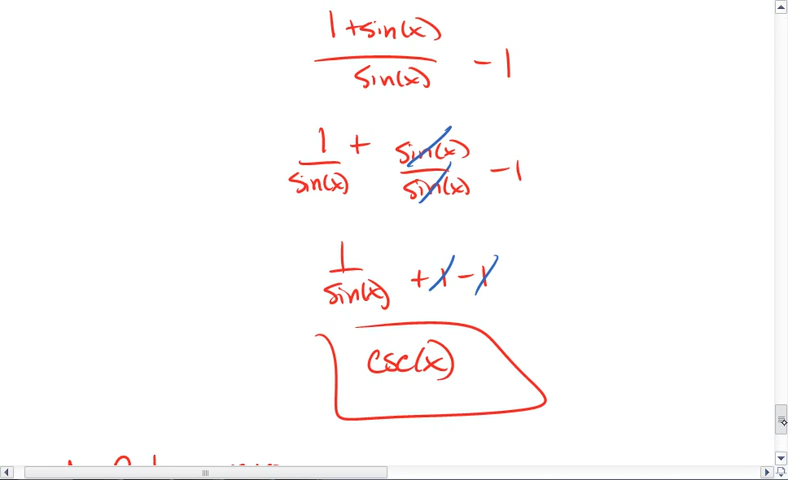 1+sin(x)
sin(x)
- 1
1
sin(x)
+
sin(x)
sin(x)
- 1
1
sin(x)
+ 1 - 1
csc(x)